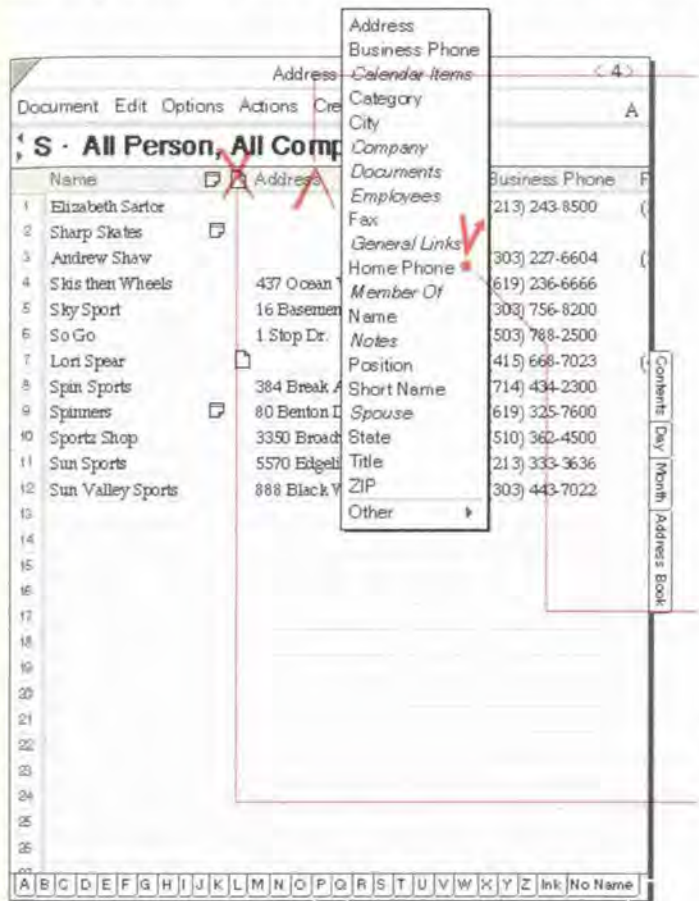 Address < 4 >
Document Edit Options Actions Cre A
S · All Person, All Comp
Name Address Business Phone F
1 Elizabeth Sartor (213) 243-8500 (
2 Sharp Skates
3 Andrew Shaw (303) 227-6604 (
4 Skis then Wheels 437 Ocean (619) 236-6666
5 Sky Sport 16 Basemen (303) 756-8200
6 So Go 1 Stop Dr. (503) 788-2500
7 Lori Spear (415) 668-7023 (
8 Spin Sports 384 Break A (714) 434-2300
9 Spinners 80 Benton D (619) 325-7600
10 Sportz Shop 3350 Broad (510) 362-4500
11 Sun Sports 5570 Edgeli (213) 333-3636
12 Sun Valley Sports 888 Black W (303) 443-7022
13
14
15
16
17
18
19
20
21
22
23
24
25
26
Address
Business Phone
Calendar Items
Category
City
Company
Documents
Employees
Fax
General Links
Home Phone
Member Of
Name
Notes
Position
Short Name
Spouse
State
Title
ZIP
Other
Contents
Day
Month
Address Book
A B C D E F G H I J K L M N O P Q R S T U V W X Y Z Ink No Name